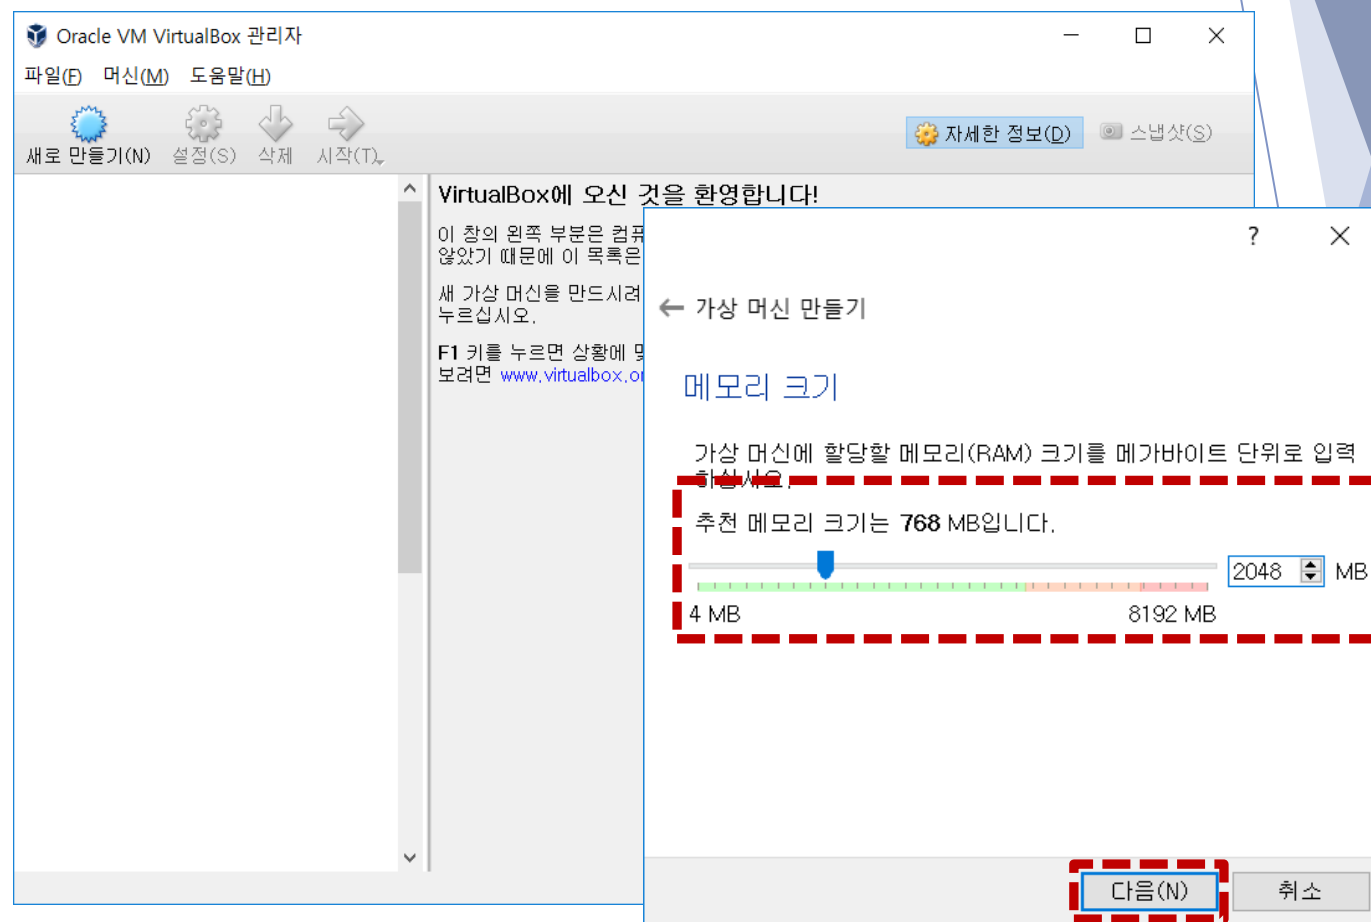 Oracle VM VirtualBox 관리자
파일(F) 머신(M) 도움말(H)
새로 만들기(N) 설정(S) 삭제 시작(T)
자세한 정보(D) 스냅샷(S)
VirtualBox에 오신 것을 환영합니다!
이 창의 왼쪽 부분은 컴퓨
않았기 때문에 이 목록은
새 가상 머신을 만드시려
누르십시오.
F1 키를 누르면 상황에 맞
보려면 www.virtualbox.or
?
← 가상 머신 만들기
메모리 크기
가상 머신에 할당할 메모리(RAM) 크기를 메가바이트 단위로 입력
하십시오.
추천 메모리 크기는 768 MB입니다.
2048 MB
4 MB 8192 MB
다음(N) 취소